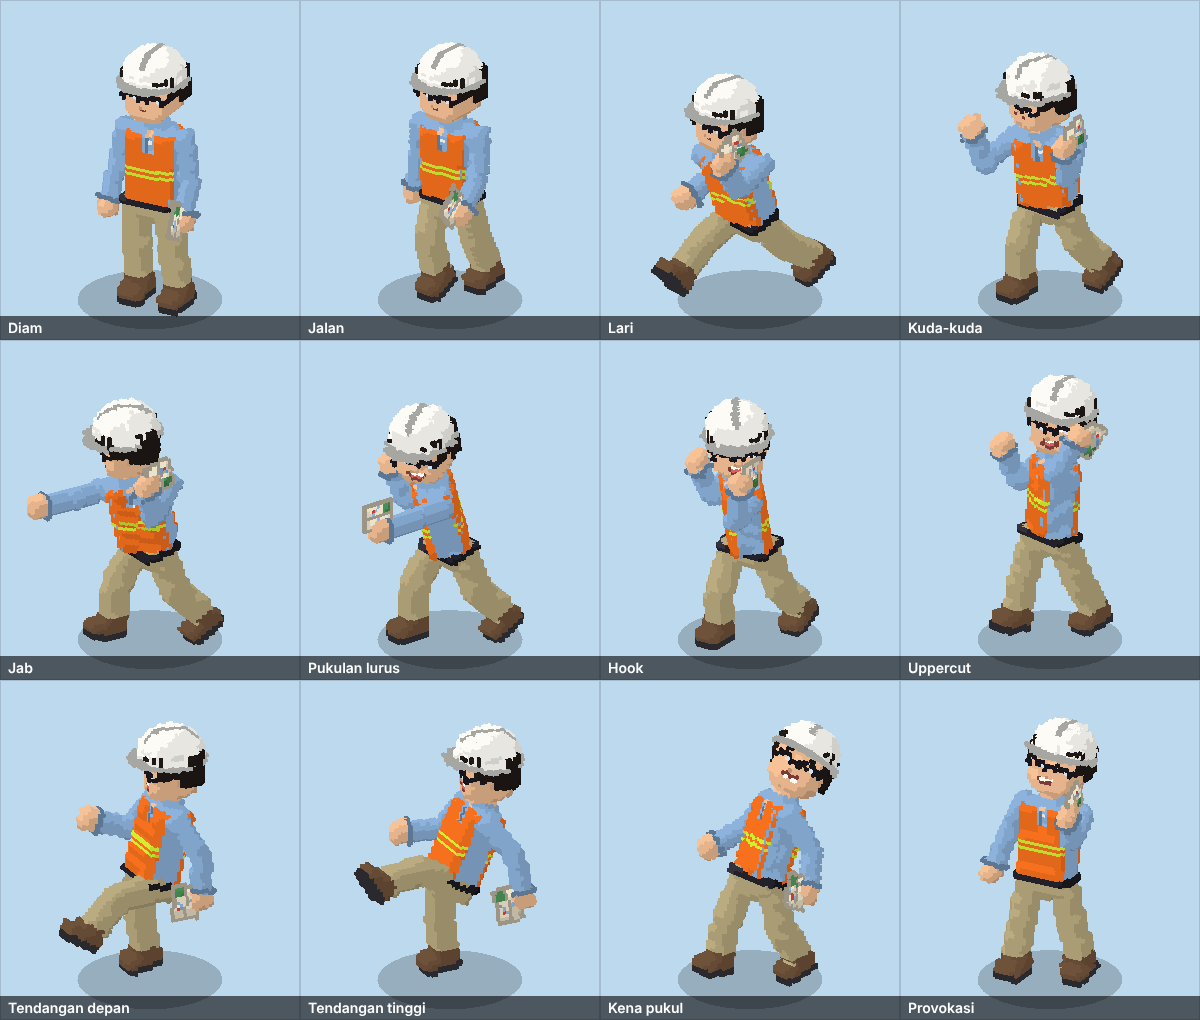 Diam
Jalan
Lari
Kuda-kuda
Jab
Pukulan lurus
Hook
Uppercut
Tendangan depan
Tendangan tinggi
Kena pukul
Provokasi